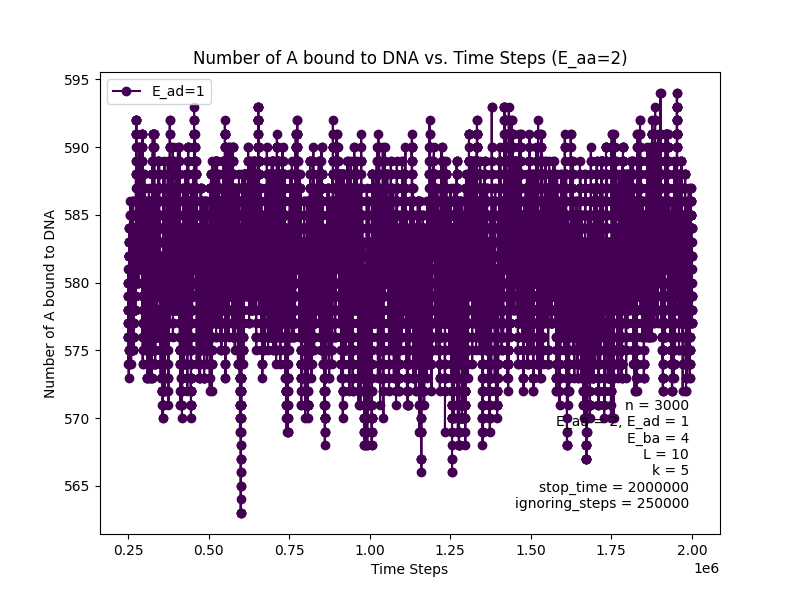 Number of A bound to DNA vs. Time Steps (E_aa=2)
E_ad=1
Number of A bound to DNA
595
590
585
580
575
570
565
n = 3000
E_aa = 2, E_ad = 1
E_ba = 4
L = 10
k = 5
stop_time = 2000000
ignoring_steps = 250000
0.25 0.50 0.75 1.00 1.25 1.50 1.75 2.00
1e6
Time Steps